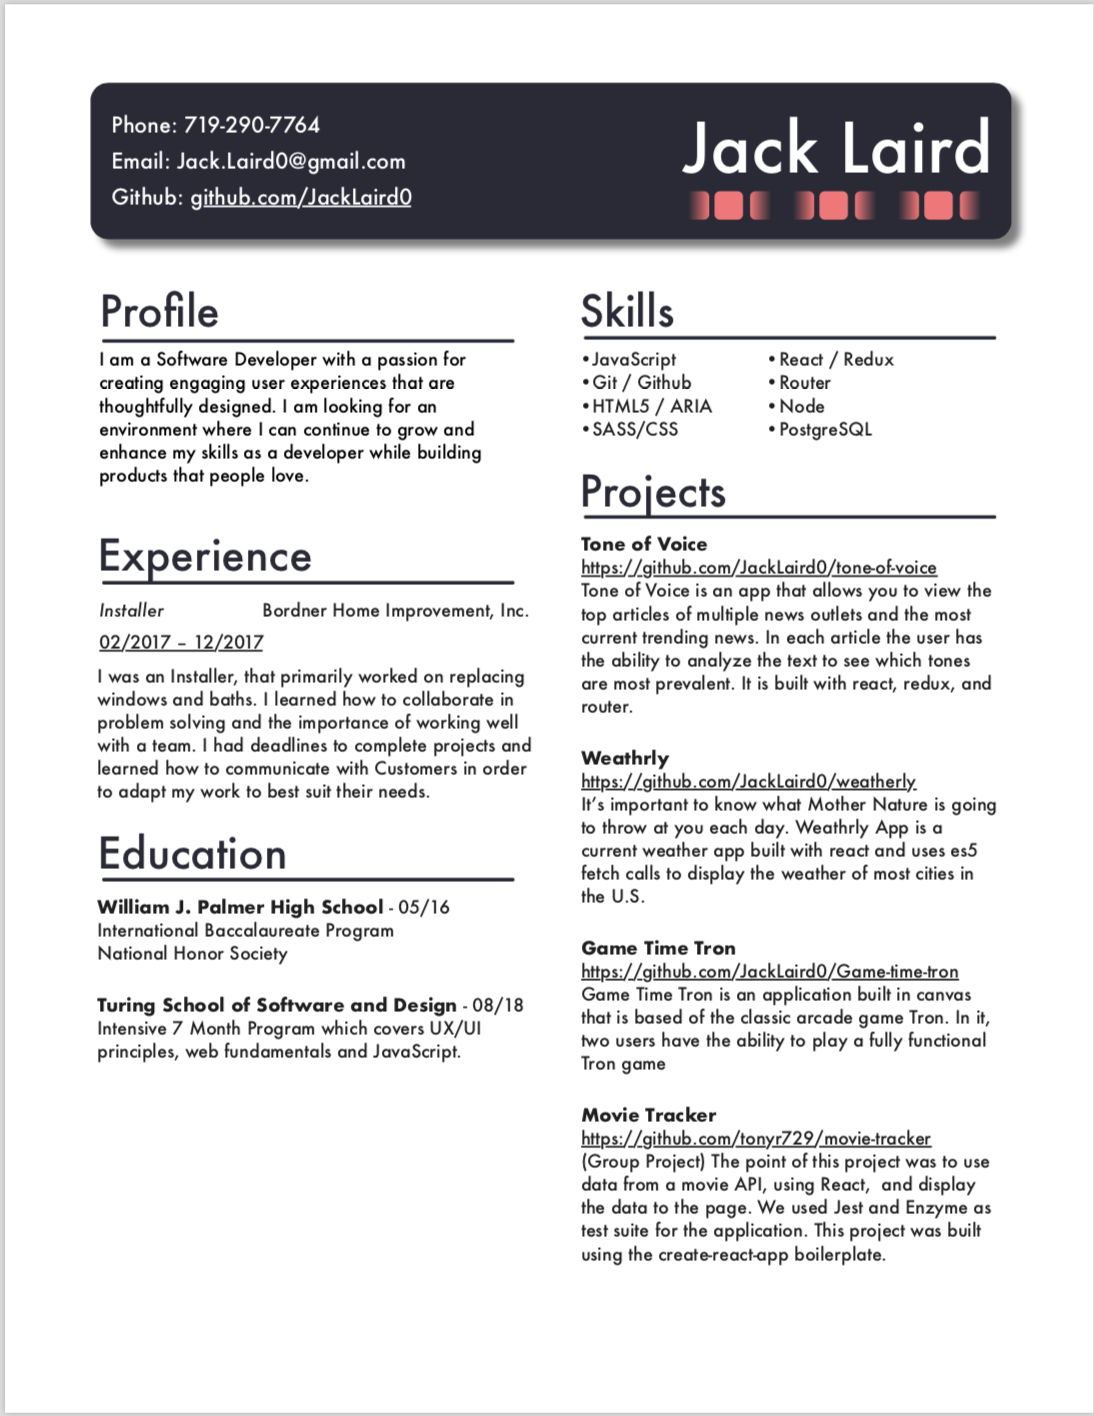 Phone: 719-290-7764
Email: Jack.Laird0@gmail.com
Github: github.com/JackLaird0
Jack Laird
Profile
I am a Software Developer with a passion for
creating engaging user experiences that are
thoughtfully designed. I am looking for an
environment where I can continue to grow and
enhance my skills as a developer while building
products that people love.
Experience
Installer Bordner Home Improvement, Inc.
02/2017 – 12/2017
I was an Installer, that primarily worked on replacing
windows and baths. I learned how to collaborate in
problem solving and the importance of working well
with a team. I had deadlines to complete projects and
learned how to communicate with Customers in order
to adapt my work to best suit their needs.
Education
William J. Palmer High School - 05/16
International Baccalaureate Program
National Honor Society
Turing School of Software and Design - 08/18
Intensive 7 Month Program which covers UX/UI
principles, web fundamentals and JavaScript.
Skills
•JavaScript
•Git / Github
•HTML5 / ARIA
•SASS/CSS
•React / Redux
•Router
•Node
•PostgreSQL
Projects
Tone of Voice
https://github.com/JackLaird0/tone-of-voice
Tone of Voice is an app that allows you to view the
top articles of multiple news outlets and the most
current trending news. In each article the user has
the ability to analyze the text to see which tones
are most prevalent. It is built with react, redux, and
router.
Weathrly
https://github.com/JackLaird0/weatherly
It’s important to know what Mother Nature is going
to throw at you each day. Weathrly App is a
current weather app built with react and uses es5
fetch calls to display the weather of most cities in
the U.S.
Game Time Tron
https://github.com/JackLaird0/Game-time-tron
Game Time Tron is an application built in canvas
that is based of the classic arcade game Tron. In it,
two users have the ability to play a fully functional
Tron game
Movie Tracker
https://github.com/tonyr729/movie-tracker
(Group Project) The point of this project was to use
data from a movie API, using React,  and display
the data to the page. We used Jest and Enzyme as
test suite for the application. This project was built
using the create-react-app boilerplate.